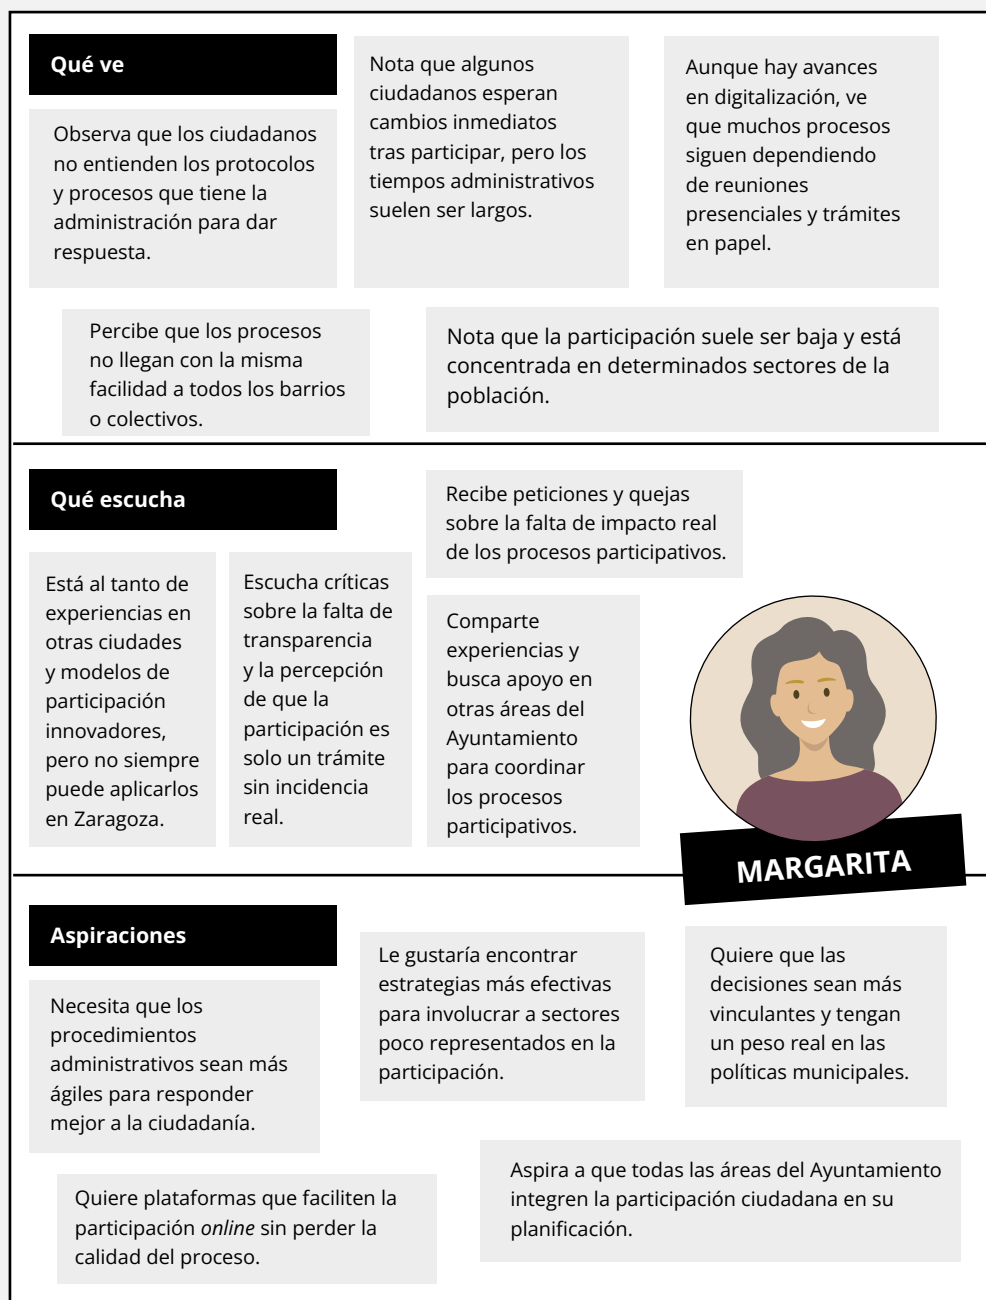 Qué ve
Observa que los ciudadanos
no entienden los protocolos
y procesos que tiene la
administración para dar
respuesta.
Nota que algunos
ciudadanos esperan
cambios inmediatos
tras participar, pero los
tiempos administrativos
suelen ser largos.
Aunque hay avances
en digitalización, ve
que muchos procesos
siguen dependiendo
de reuniones
presenciales y trámites
en papel.
Percibe que los procesos
no llegan con la misma
facilidad a todos los barrios
o colectivos.
Nota que la participación suele ser baja y está
concentrada en determinados sectores de la
población.
Qué escucha
Está al tanto de
experiencias en
otras ciudades
y modelos de
participación
innovadores,
pero no siempre
puede aplicarlos
en Zaragoza.
Escucha críticas
sobre la falta de
transparencia
y la percepción
de que la
participación es
solo un trámite
sin incidencia
real.
Recibe peticiones y quejas
sobre la falta de impacto real
de los procesos participativos.
Comparte
experiencias y
busca apoyo en
otras áreas del
Ayuntamiento
para coordinar
los procesos
participativos.
MARGARITA
Aspiraciones
Necesita que los
procedimientos
administrativos sean más
ágiles para responder
mejor a la ciudadanía.
Le gustaría encontrar
estrategias más efectivas
para involucrar a sectores
poco representados en la
participación.
Quiere que las
decisiones sean más
vinculantes y tengan
un peso real en las
políticas municipales.
Quiere plataformas que faciliten la
participación online sin perder la
calidad del proceso.
Aspira a que todas las áreas del Ayuntamiento
integren la participación ciudadana en su
planificación.